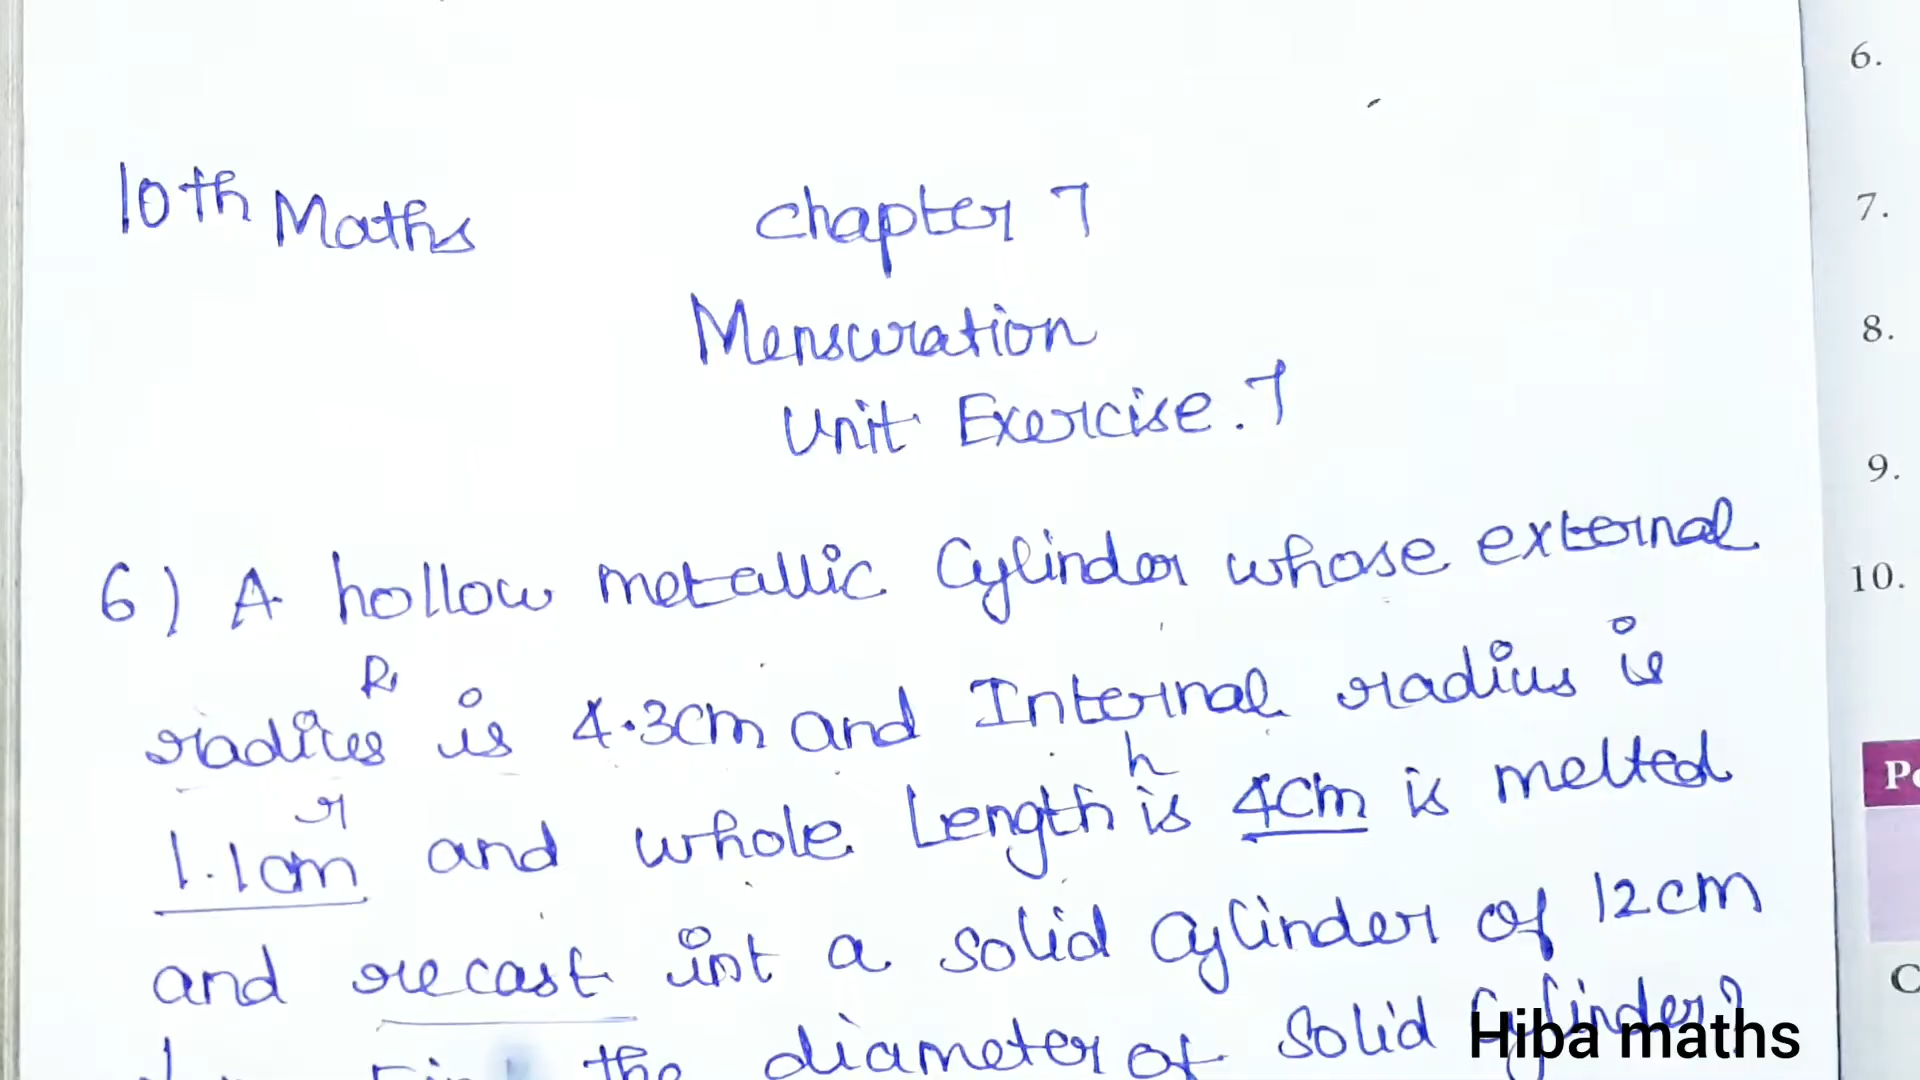 10th Maths chapter 7
Mensuration
Unit Exercise.7
6) A hollow metallic Cylinder whose external
R
radius is 4.3cm and Internal radius is
r h
1.1cm and whole Length is 4cm is melted
and recast int a solid cylinder of 12cm
the diameter of solid Cylinder?
Hiba maths
6.
7.
8.
9.
10.